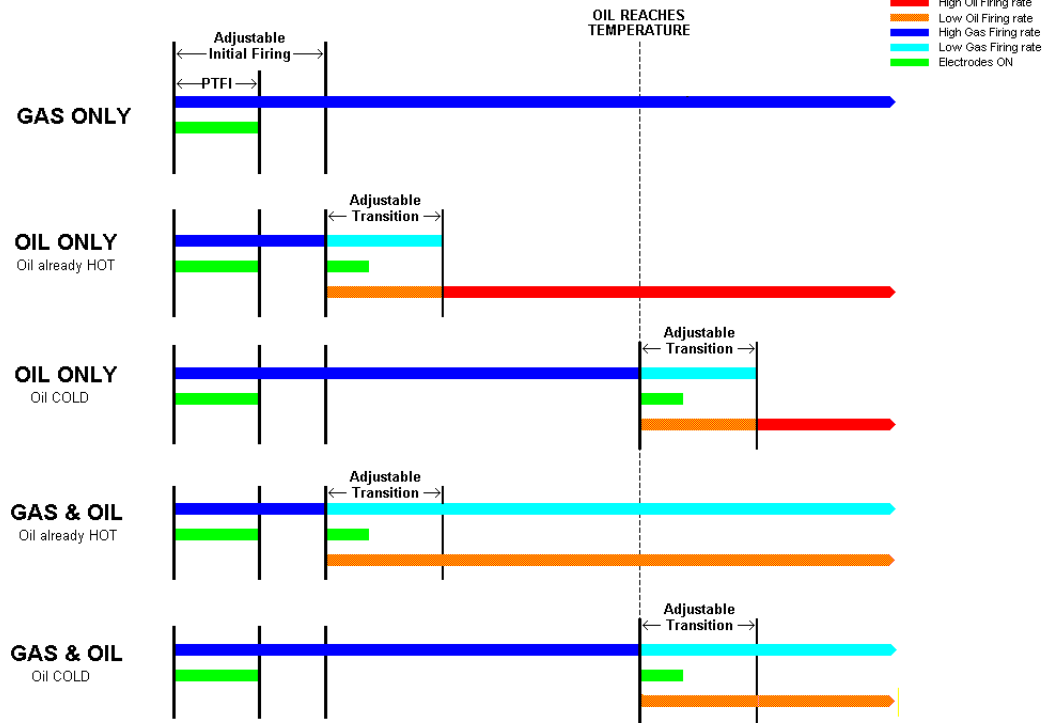 High Oil Firing rate
Low Oil Firing rate
High Gas Firing rate
Low Gas Firing rate
Electrodes ON
OIL REACHES
TEMPERATURE
Adjustable
Initial Firing
PTFI
GAS ONLY
Adjustable
Transition
OIL ONLY
Oil already HOT
Adjustable
Transition
OIL ONLY
Oil COLD
Adjustable
Transition
GAS & OIL
Oil already HOT
Adjustable
Transition
GAS & OIL
Oil COLD